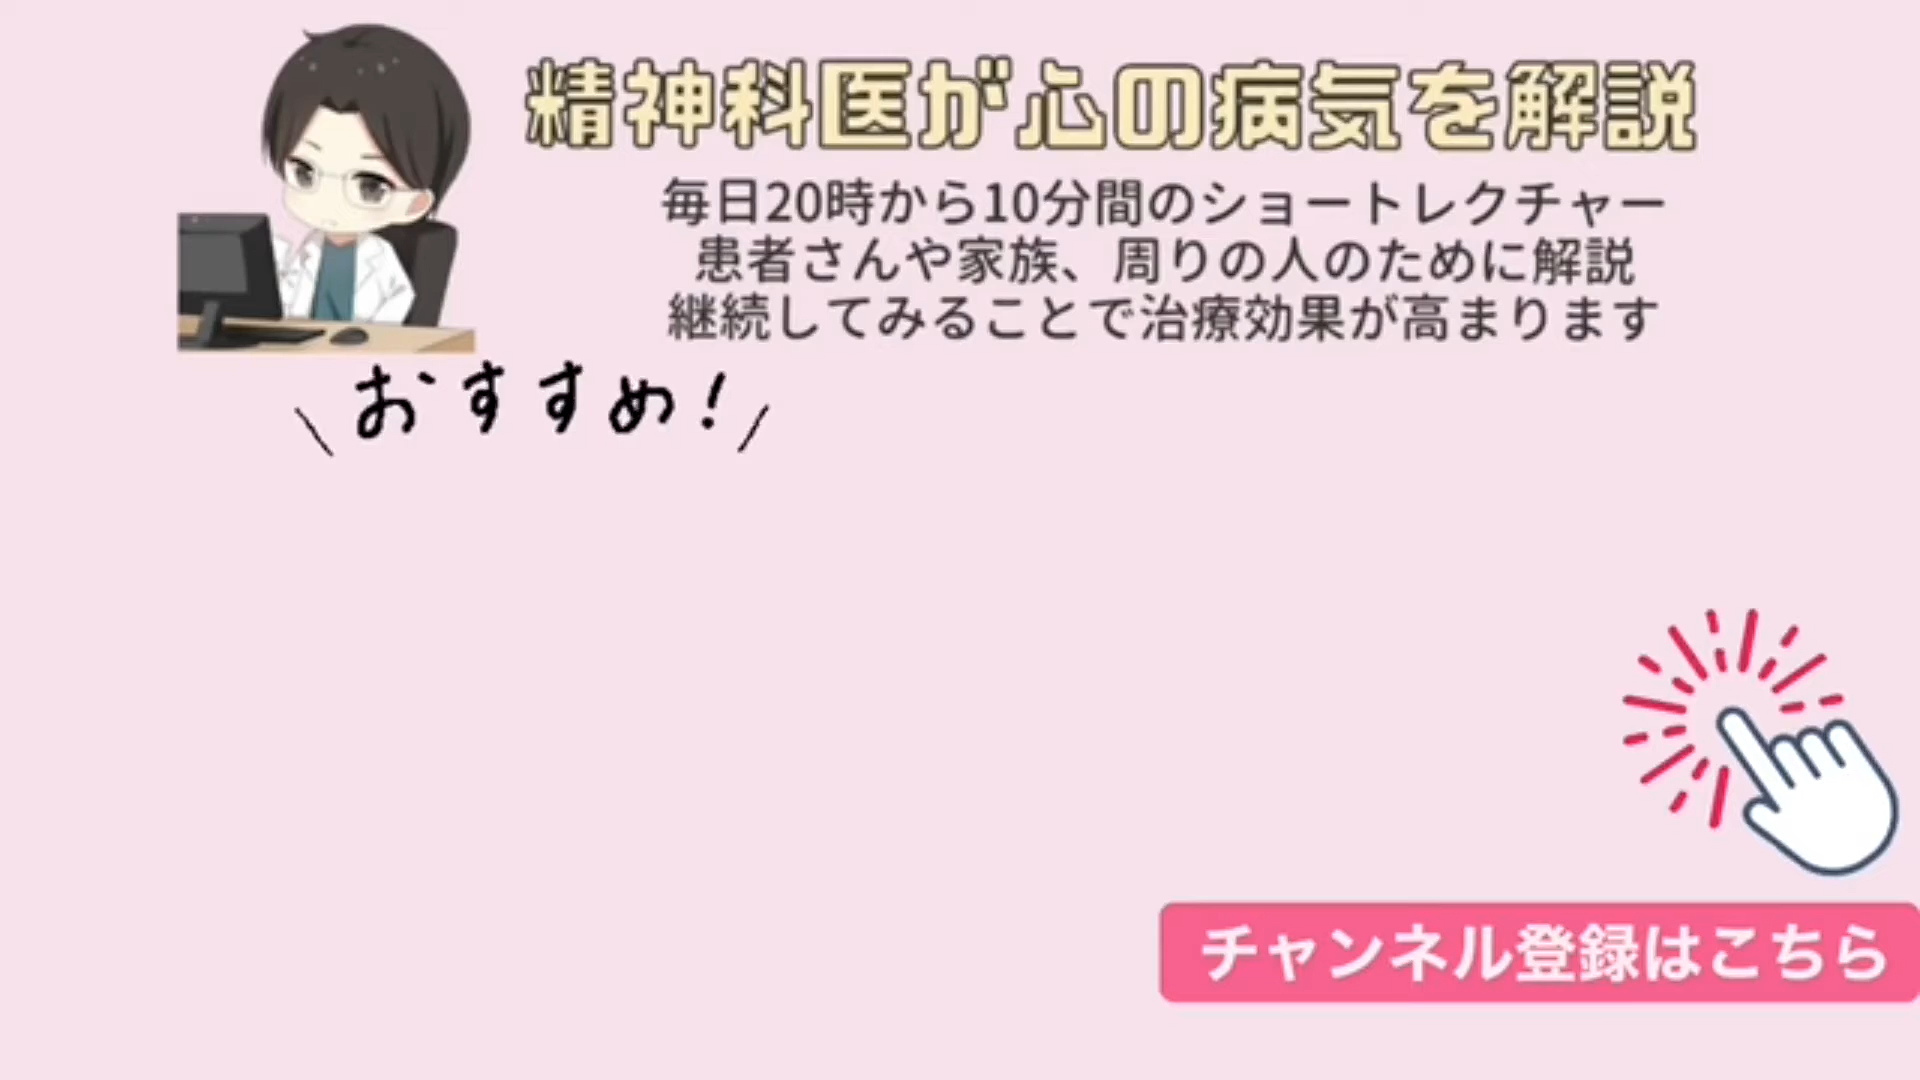 精神科医が心の病気を解説
毎日20時から10分間のショートレクチャー
患者さんや家族、周りの人のために解説
継続してみることで治療効果が高まります
おすすめ!
チャンネル登録はこちら